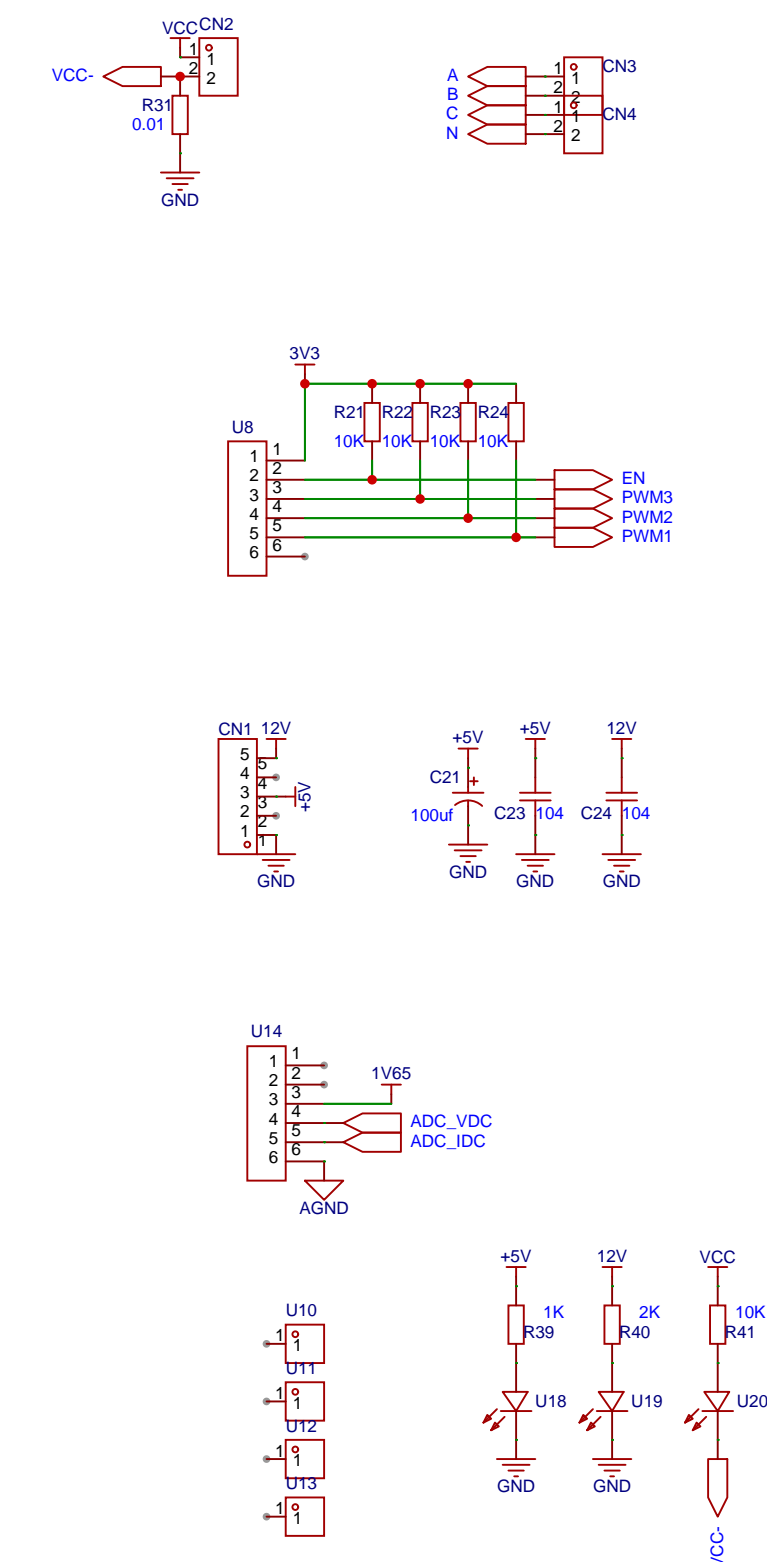 VCC CN2
1 1
VCC- 2 2
R31
0.01
GND
A 1 1 CN3
B 2 2
C 1 1 CN4
N 2 2
3V3
R21 R22 R23 R24
10K 10K 10K 10K
U8
1 1
2 2 EN
3 3 PWM3
4 4 PWM2
5 5 PWM1
6 6
CN1 12V
5 5
4 4
3 3 +5V
2 2
1 1
GND
+5V +5V 12V
C21 +
100uf C23 104 C24 104
GND GND GND
U14
1 1
2 2 1V65
3 3
4 4 ADC_VDC
5 5 ADC_IDC
6 6
AGND
+5V 12V VCC
1K 2K 10K
R39 R40 R41
U18 U19 U20
GND GND
VCC-
U10
1 1
U11
1 1
U12
1 1
U13
1 1